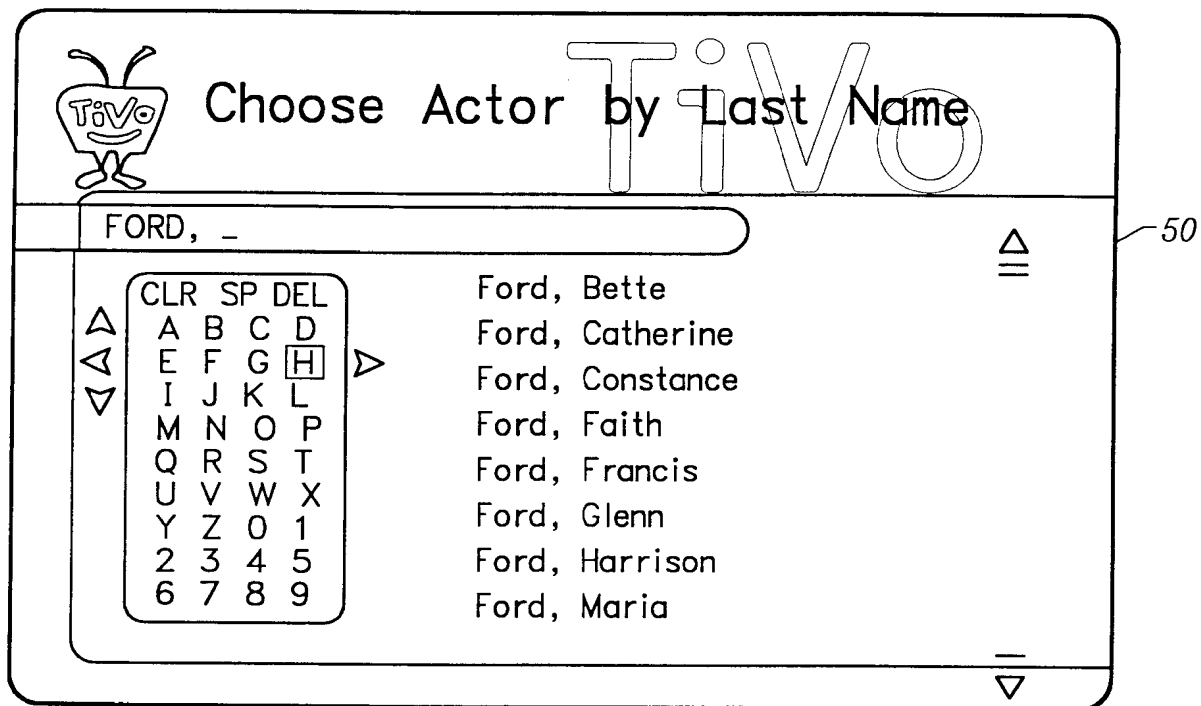 TiVo
TiVo
Choose Actor by Last Name
FORD, _
50
CLR SP DEL
A B C D
E F G H
I J K L
M N O P
Q R S T
U V W X
Y Z 0 1
2 3 4 5
6 7 8 9
Ford, Bette
Ford, Catherine
Ford, Constance
Ford, Faith
Ford, Francis
Ford, Glenn
Ford, Harrison
Ford, Maria